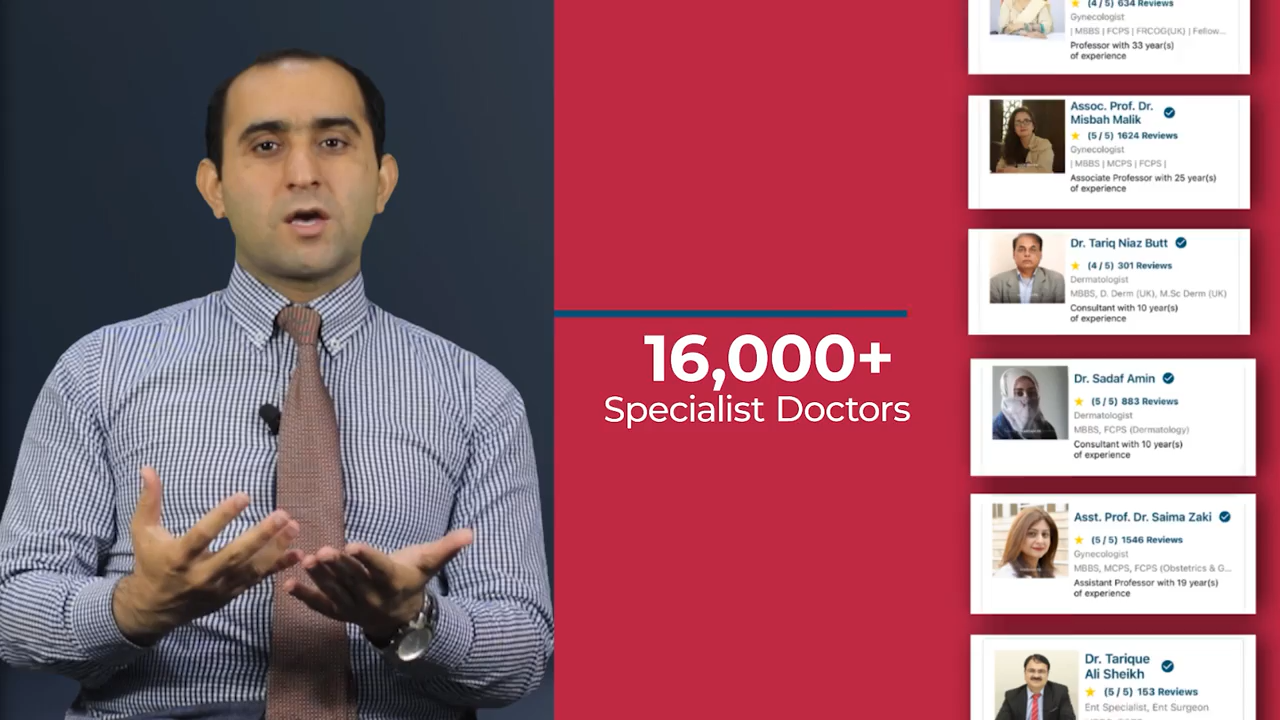 16,000+
Specialist Doctors
(4 / 5) 634 Reviews
Gynecologist
| MBBS | FCPS | FRCOG(UK) | Fellow...
Professor with 33 year(s)
of experience
Assoc. Prof. Dr.
Misbah Malik
(5 / 5) 1624 Reviews
Gynecologist
| MBBS | MCPS | FCPS |
Associate Professor with 25 year(s)
of experience
Dr. Tariq Niaz Butt
(4 / 5) 301 Reviews
Dermatologist
MBBS, D. Derm (UK), M.Sc Derm (UK)
Consultant with 10 year(s)
of experience
Dr. Sadaf Amin
(5 / 5) 883 Reviews
Dermatologist
MBBS, FCPS (Dermatology)
Consultant with 10 year(s)
of experience
Asst. Prof. Dr. Saima Zaki
(5 / 5) 1546 Reviews
Gynecologist
MBBS, MCPS, FCPS (Obstetrics & G...
Assistant Professor with 19 year(s)
of experience
Dr. Tarique
Ali Sheikh
(5 / 5) 153 Reviews
Ent Specialist, Ent Surgeon